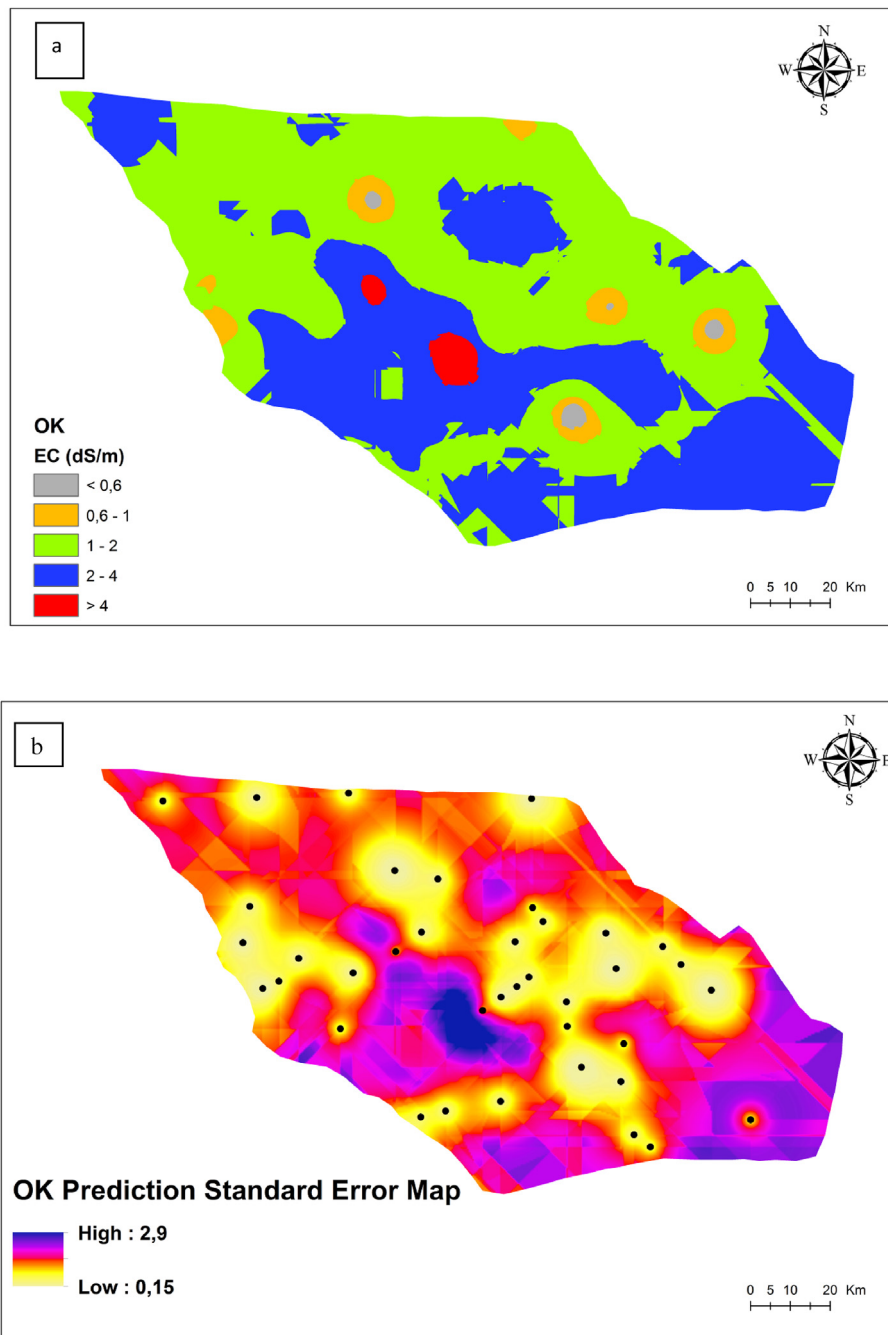 a
N
W E
S
OK
EC (dS/m)
< 0,6
0,6 - 1
1 - 2
2 - 4
> 4
0 5 10 20 Km
b
N
W E
S
OK Prediction Standard Error Map
High : 2,9
Low : 0,15
0 5 10 20 Km